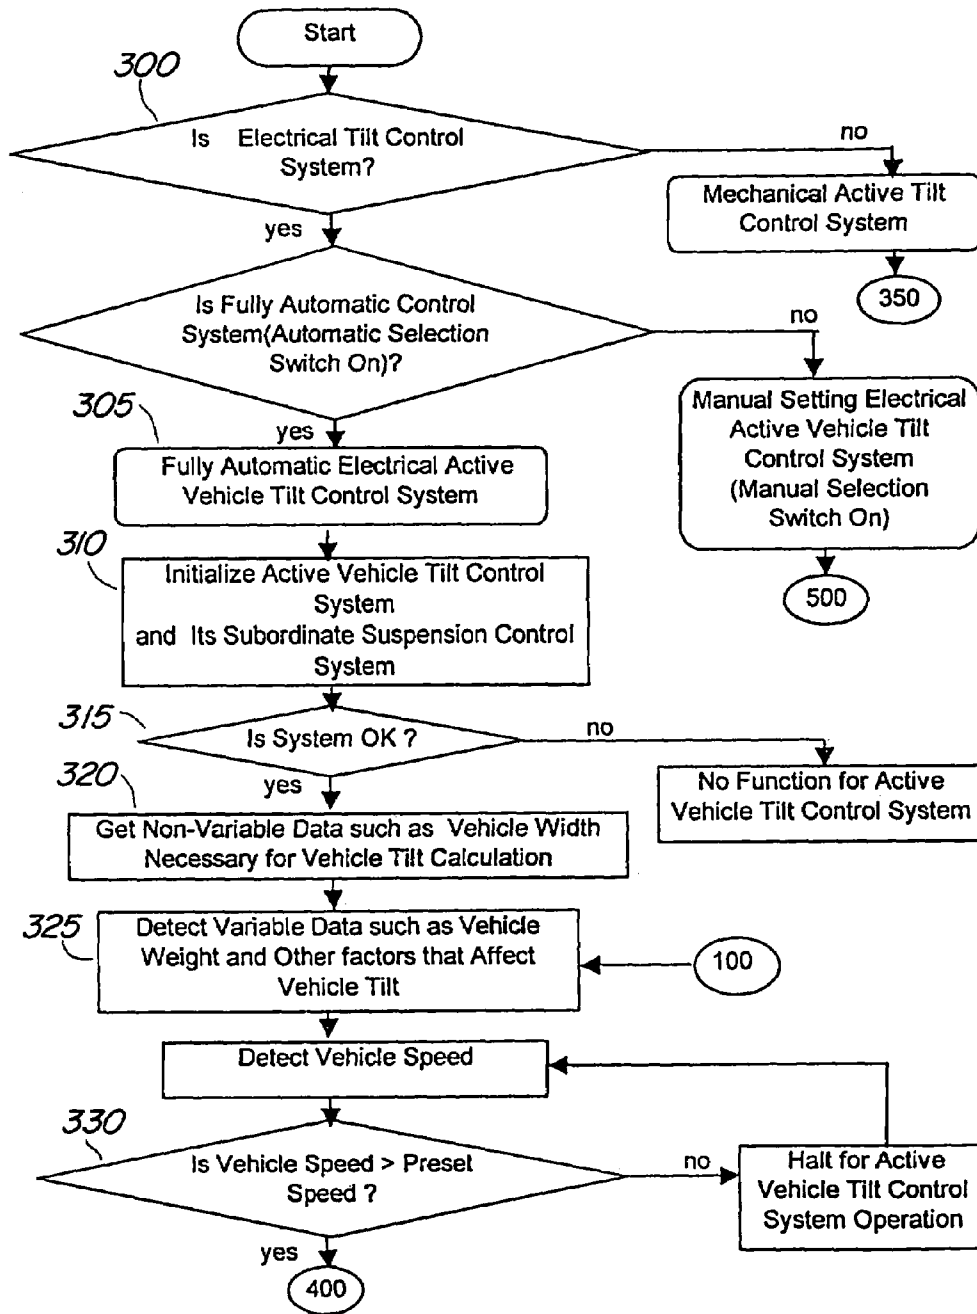 Start
300
Is Electrical Tilt Control
System?
no
yes
Mechanical Active Tilt
Control System
350
Is Fully Automatic Control
System(Automatic Selection
Switch On)?
no
yes
Manual Setting Electrical
Active Vehicle Tilt
Control System
(Manual Selection
Switch On)
500
305
Fully Automatic Electrical Active
Vehicle Tilt Control System
310
Initialize Active Vehicle Tilt Control
System
and Its Subordinate Suspension Control
System
315
Is System OK ?
no
yes
No Function for Active
Vehicle Tilt Control System
320
Get Non-Variable Data such as Vehicle Width
Necessary for Vehicle Tilt Calculation
325
Detect Variable Data such as Vehicle
Weight and Other factors that Affect
Vehicle Tilt
100
Detect Vehicle Speed
330
Is Vehicle Speed > Preset
Speed ?
no
yes
Halt for Active
Vehicle Tilt Control
System Operation
400